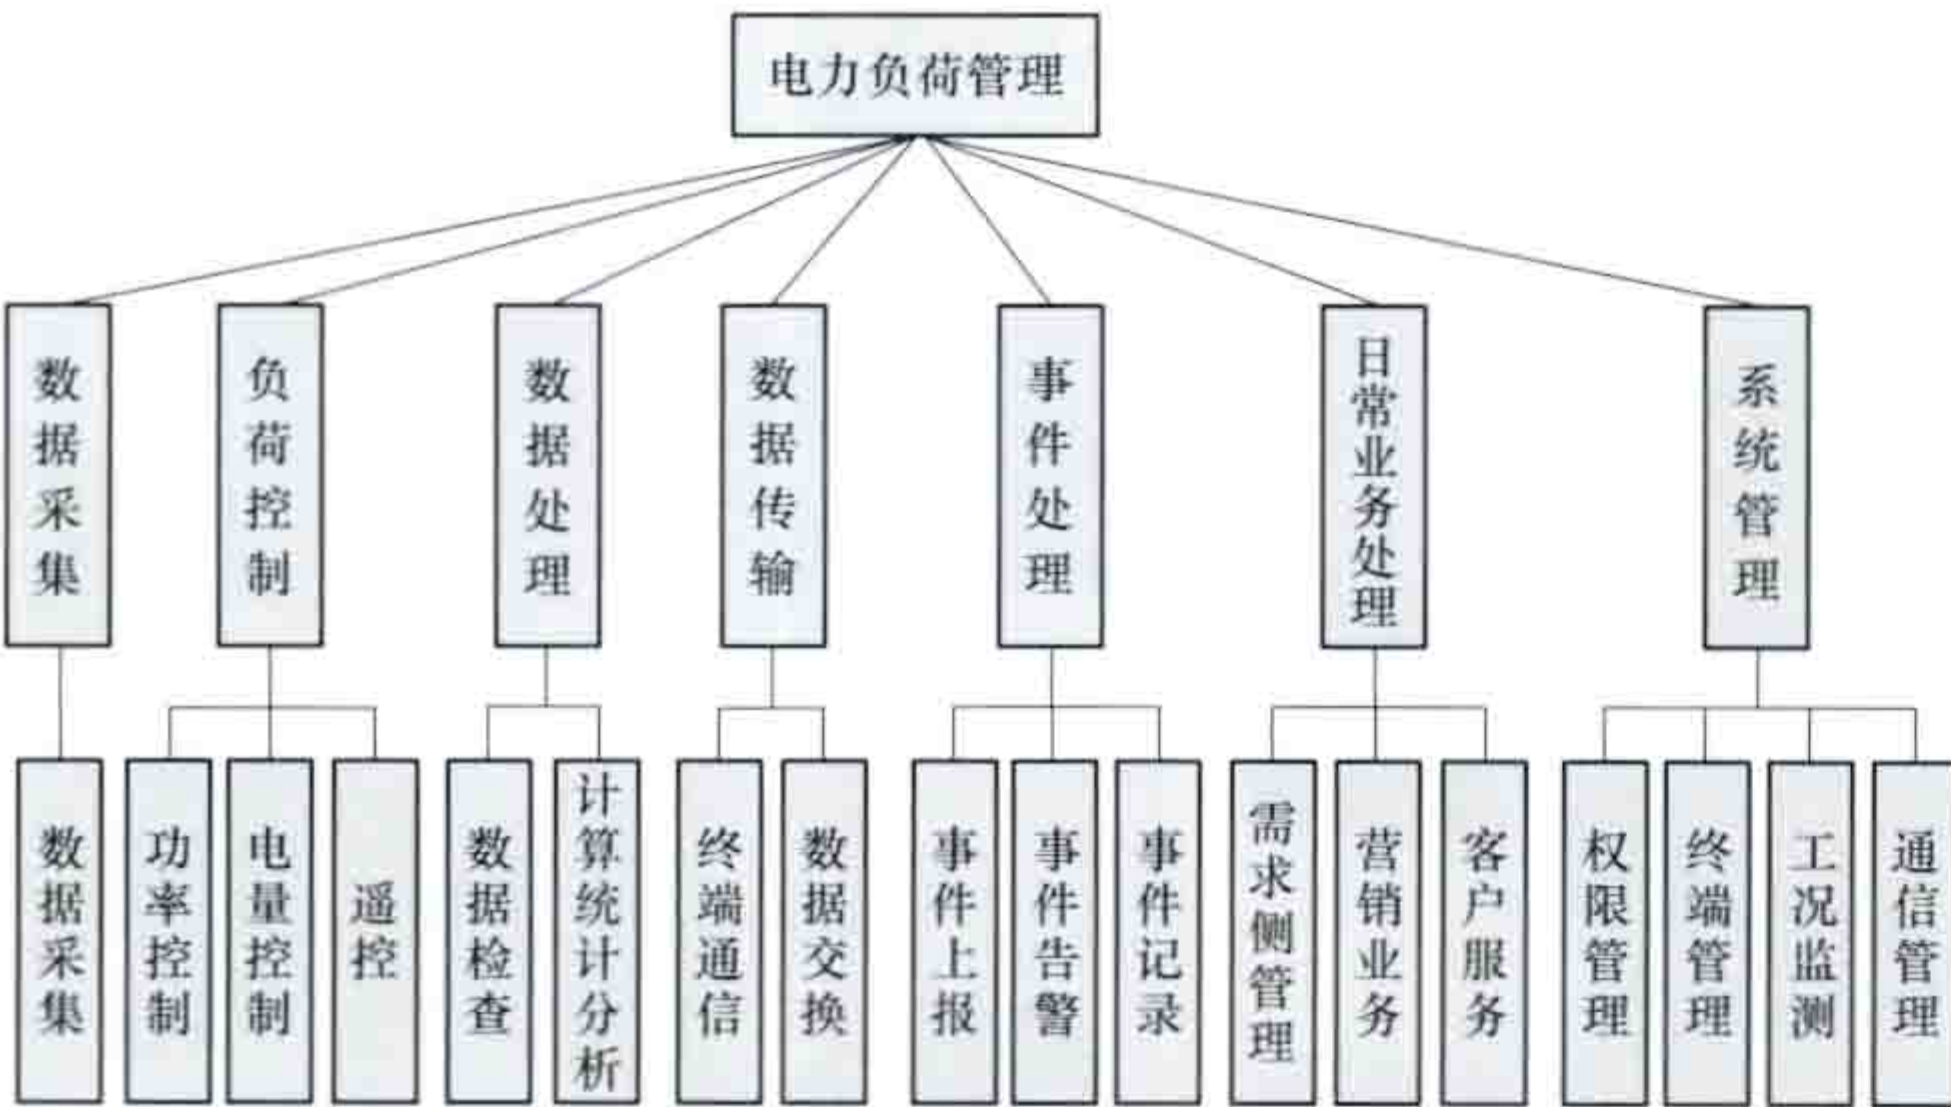 电力负荷管理
数据采集
负荷控制
数据处理
数据传输
事件处理
日常业务处理
系统管理
数据采集
功率控制
电量控制
遥控
数据检查
计算统计分析
终端通信
数据交换
事件上报
事件告警
事件记录
需求侧管理
营销业务
客户服务
权限管理
终端管理
工况监测
通信管理